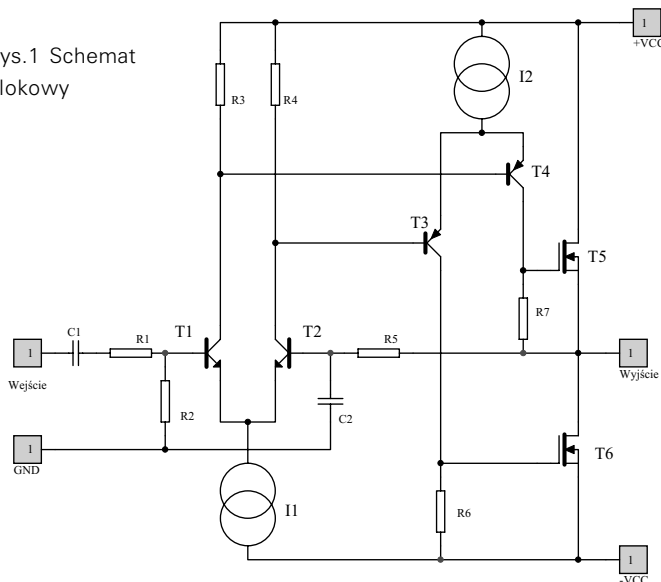 ys.1 Schemat
lokowy
1
+VCC
R3
R4
I2
T4
T3
T5
C1
R1
T1
T2
R5
R7
1
Wejście
1
Wyjście
R2
C2
T6
1
GND
I1
R6
1
-VCC